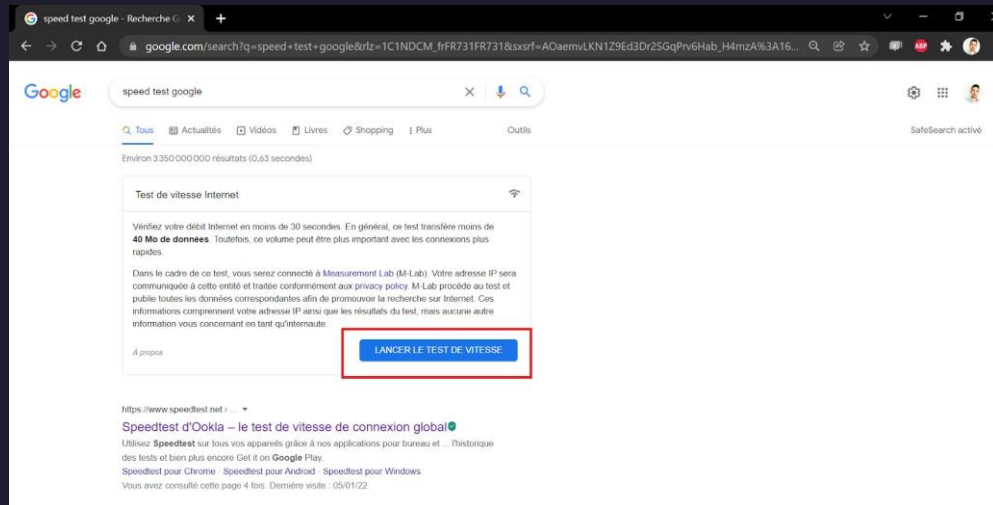 speed test google - Recherche G
google.com/search?q=speed+test+google&rlz=1C1NDCM_frFR731FR731&sxsrf=AOaemvLKN1Z9Ed3Dr2SGqPrv6Hab_H4mzA%3A16...
ABP
Google
speed test google
Tous Actualités Vidéos Livres Shopping Plus Outils
SafeSearch activé
Environ 3 350 000 000 résultats (0,63 secondes)
Test de vitesse Internet
Vérifiez votre débit Internet en moins de 30 secondes. En général, ce test transfère moins de
40 Mo de données. Toutefois, ce volume peut être plus important avec les connexions plus
rapides.
Dans le cadre de ce test, vous serez connecté à Measurement Lab (M-Lab). Votre adresse IP sera
communiquée à cette entité et traitée conformément aux privacy policy. M-Lab procède au test et
publie toutes les données correspondantes afin de promouvoir la recherche sur Internet. Ces
informations comprennent votre adresse IP ainsi que les résultats du test, mais aucune autre
information vous concernant en tant qu'internaute.
À propos
LANCER LE TEST DE VITESSE
https://www.speedtest.net › ...
Speedtest d'Ookla – le test de vitesse de connexion global
Utilisez Speedtest sur tous vos appareils grâce à nos applications pour bureau et ... l'historique
des tests et bien plus encore Get it on Google Play.
Speedtest pour Chrome · Speedtest pour Android · Speedtest pour Windows
Vous avez consulté cette page 4 fois. Dernière visite : 05/01/22